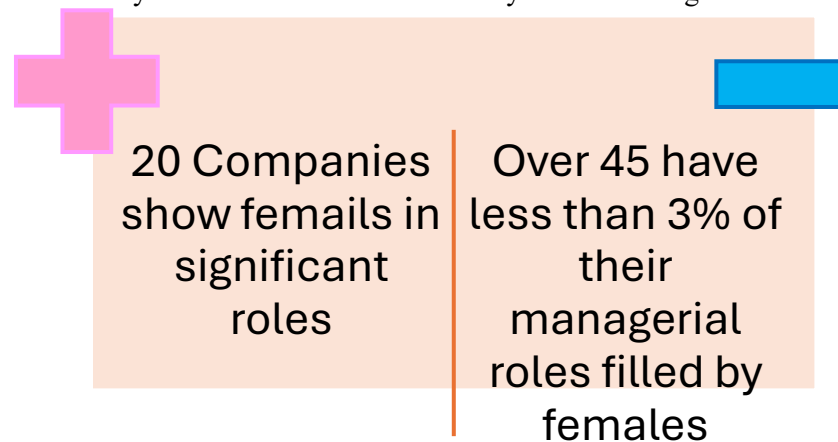 20 Companies
show femails in
significant
roles
Over 45 have
less than 3% of
their
managerial
roles filled by
females